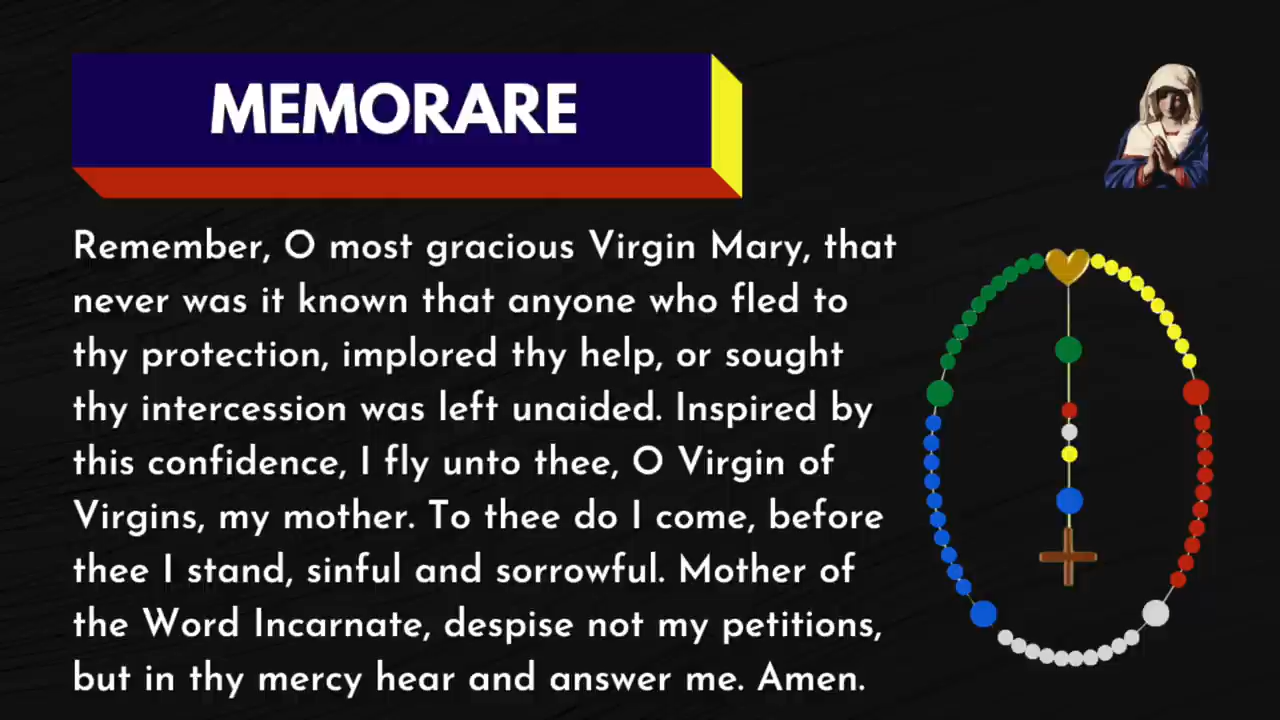 MEMORARE
Remember, O most gracious Virgin Mary, that
never was it known that anyone who fled to
thy protection, implored thy help, or sought
thy intercession was left unaided. Inspired by
this confidence, I fly unto thee, O Virgin of
Virgins, my mother. To thee do I come, before
thee I stand, sinful and sorrowful. Mother of
the Word Incarnate, despise not my petitions,
but in thy mercy hear and answer me. Amen.